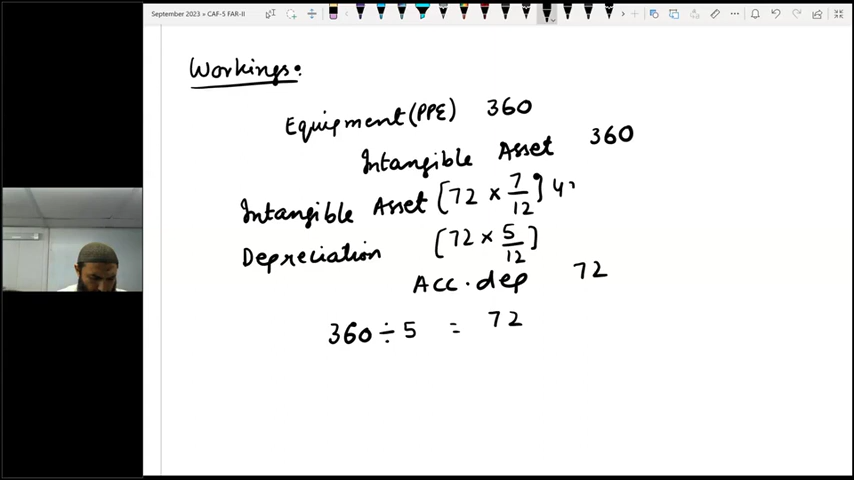 September 2023 » CAF-5 FAR-II
Workings:
Equipment (PPE) 360
Intangible Asset 360
Intangible Asset [72 × 7/12] 4
Depreciation [72 × 5/12]
Acc. dep 72
360 ÷ 5 = 72